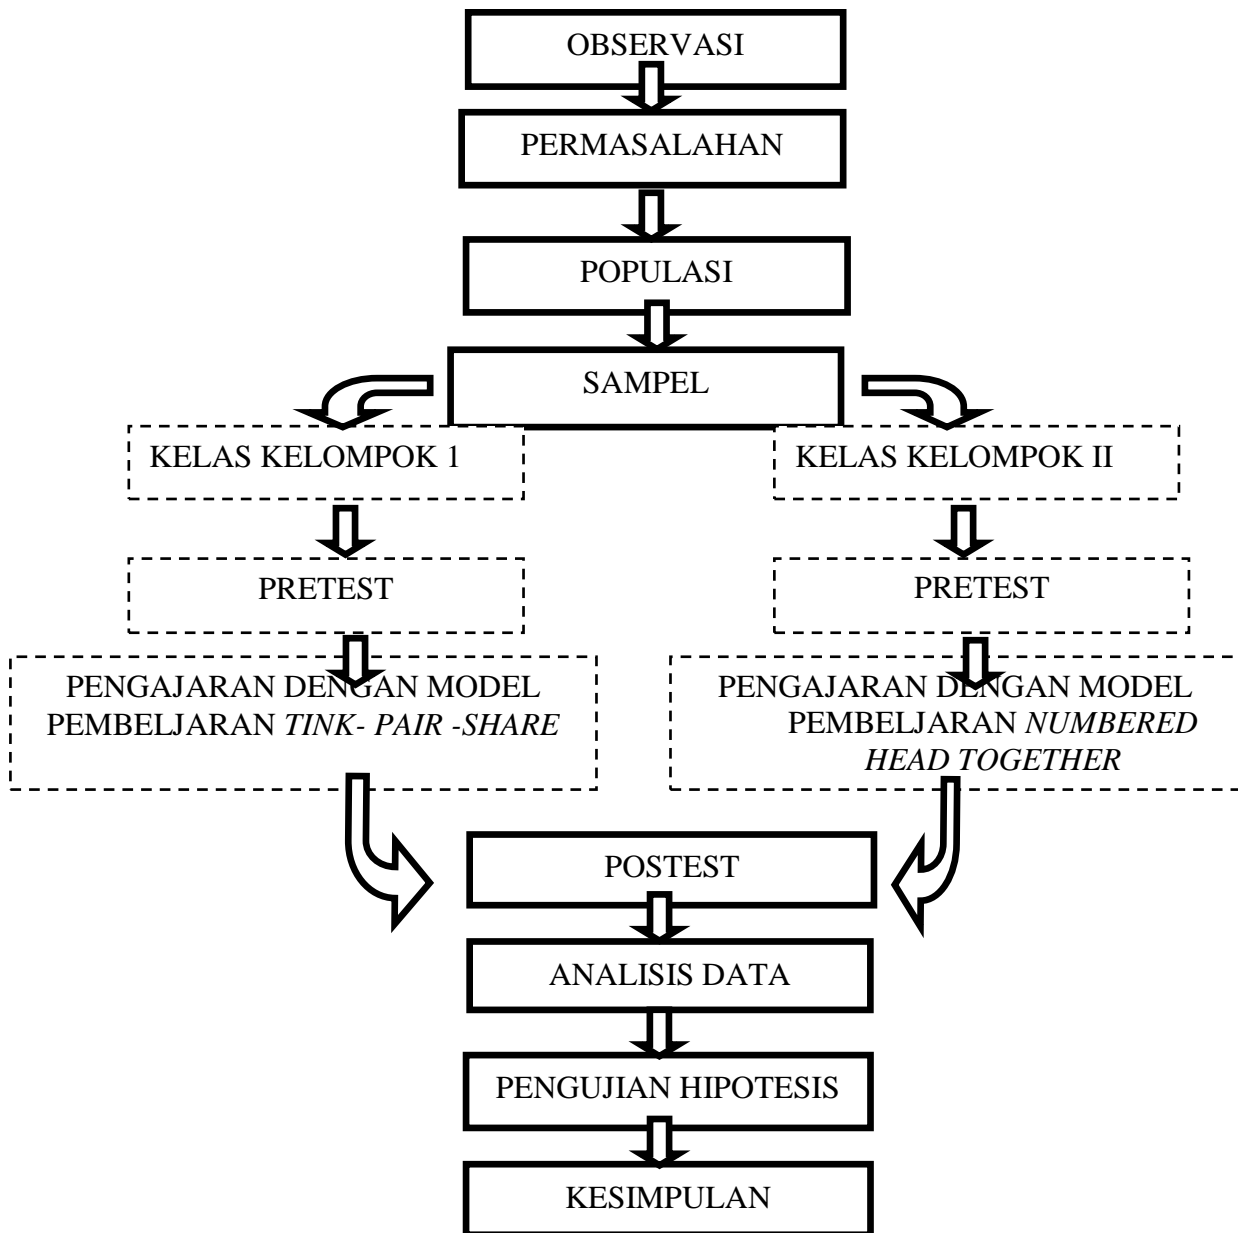 OBSERVASI
PERMASALAHAN
POPULASI
SAMPEL
KELAS KELOMPOK 1
KELAS KELOMPOK II
PRETEST
PRETEST
PENGAJARAN DENGAN MODEL
PEMBELJARAN TINK- PAIR -SHARE
PENGAJARAN DENGAN MODEL
PEMBELJARAN NUMBERED
HEAD TOGETHER
POSTEST
ANALISIS DATA
PENGUJIAN HIPOTESIS
KESIMPULAN